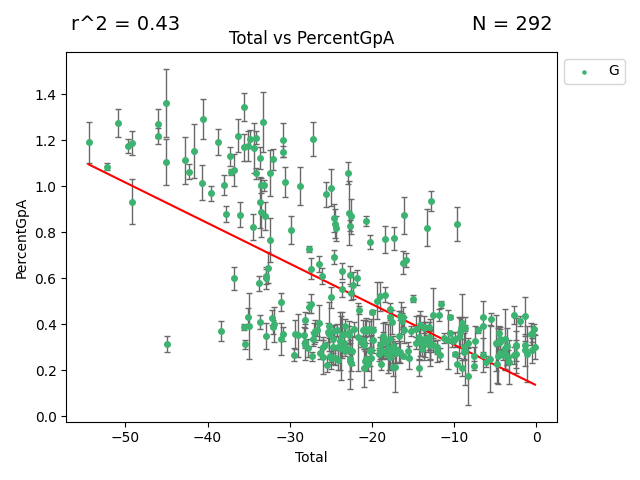 r^2 = 0.43
N = 292
Total vs PercentGpA
G
PercentGpA
1.4
1.2
1.0
0.8
0.6
0.4
0.2
0.0
−50
−40
−30
−20
−10
0
Total